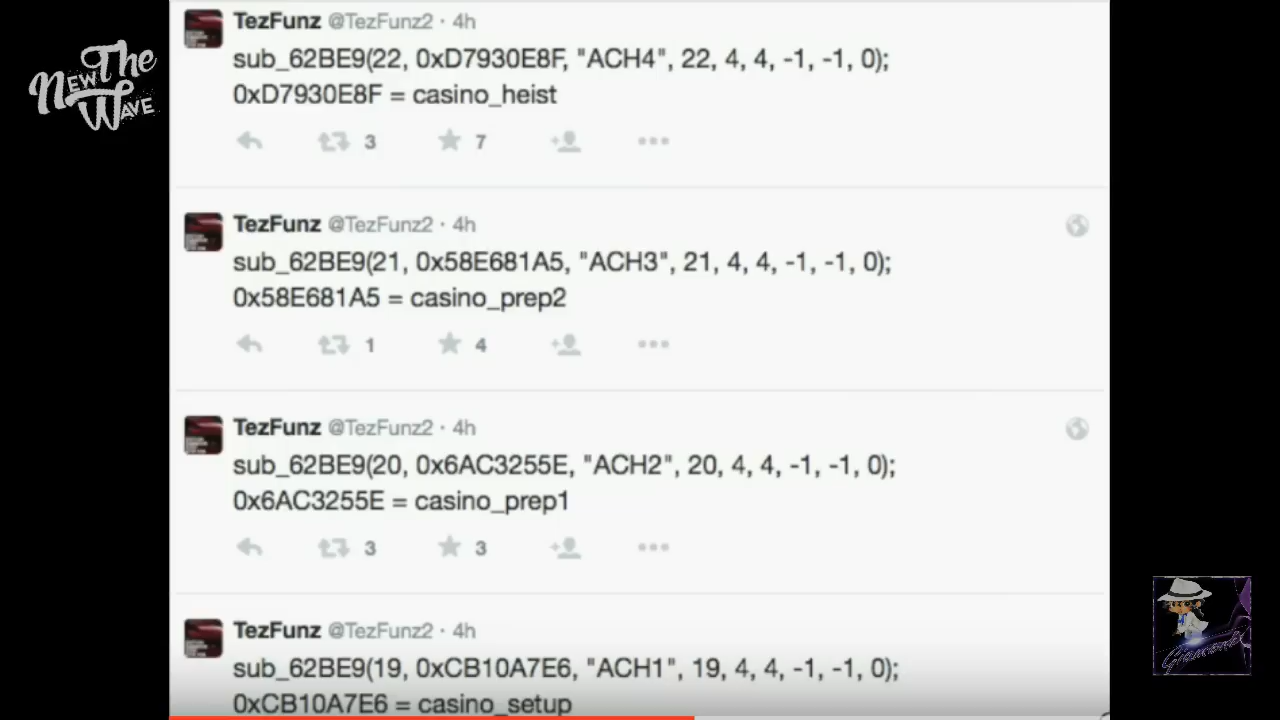 The
New
Wave
TezFunz @TezFunz2 · 4h
sub_62BE9(22, 0xD7930E8F, "ACH4", 22, 4, 4, -1, -1, 0);
0xD7930E8F = casino_heist
3 7
TezFunz @TezFunz2 · 4h
sub_62BE9(21, 0x58E681A5, "ACH3", 21, 4, 4, -1, -1, 0);
0x58E681A5 = casino_prep2
1 4
TezFunz @TezFunz2 · 4h
sub_62BE9(20, 0x6AC3255E, "ACH2", 20, 4, 4, -1, -1, 0);
0x6AC3255E = casino_prep1
3 3
TezFunz @TezFunz2 · 4h
sub_62BE9(19, 0xCB10A7E6, "ACH1", 19, 4, 4, -1, -1, 0);
0xCB10A7E6 = casino_setup